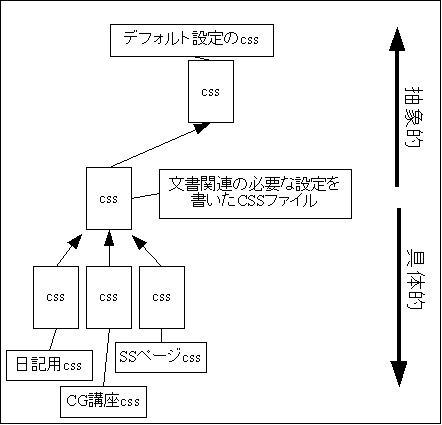 デフォルト設定のcss
css
抽象的
css
文書関連の必要な設定を
書いたCSSファイル
具体的
css
css
css
日記用css
SSページcss
CG講座css